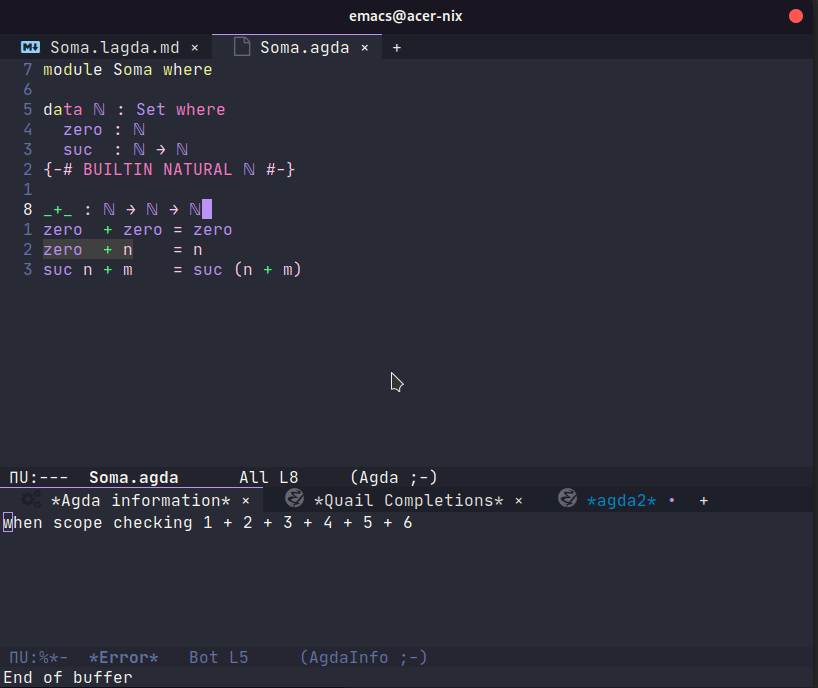 emacs@acer-nix
M↓ Soma.lagda.md × Soma.agda × +
7 module Soma where
6
5 data ℕ : Set where
4   zero : ℕ
3   suc  : ℕ → ℕ
2 {-# BUILTIN NATURAL ℕ #-}
1
8 _+_ : ℕ → ℕ → ℕ
1 zero  + zero = zero
2 zero  + n    = n
3 suc n + m    = suc (n + m)
ΠU:---  Soma.agda      All L8     (Agda ;-)
*Agda information* × *Quail Completions* × *agda2* • +
when scope checking 1 + 2 + 3 + 4 + 5 + 6
ΠU:%*-  *Error*   Bot L5     (AgdaInfo ;-)
End of buffer